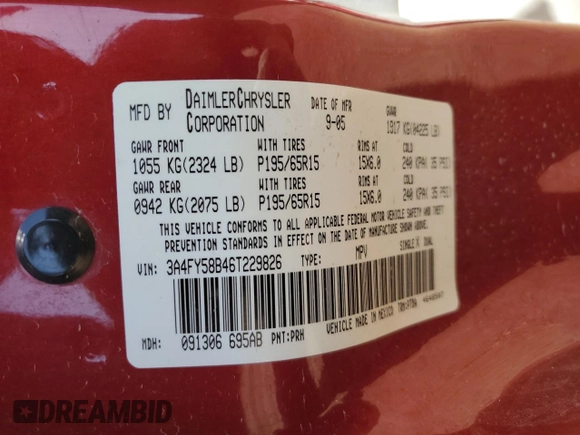 MFD BY DAIMLERCHRYSLER CORPORATION DATE OF MFR 9-05 GVWR 1917 KG(04225 LB)
GAWR FRONT WITH TIRES RIMS AT COLD
1055 KG(2324 LB) P195/65R15 15X6.0 240 KPA( 35 PSI)
GAWR REAR WITH TIRES RIMS AT COLD
0942 KG(2075 LB) P195/65R15 15X6.0 240 KPA( 35 PSI)
THIS VEHICLE CONFORMS TO ALL APPLICABLE FEDERAL MOTOR VEHICLE SAFETY AND THEFT
PREVENTION STANDARDS IN EFFECT ON THE DATE OF MANUFACTURE SHOWN ABOVE.
VIN: 3A4FY58B46T229826 TYPE: MPV SINGLE X DUAL
MDH: 091306 695AB PNT:PRH VEHICLE MADE IN MEXICO
DREAMBID